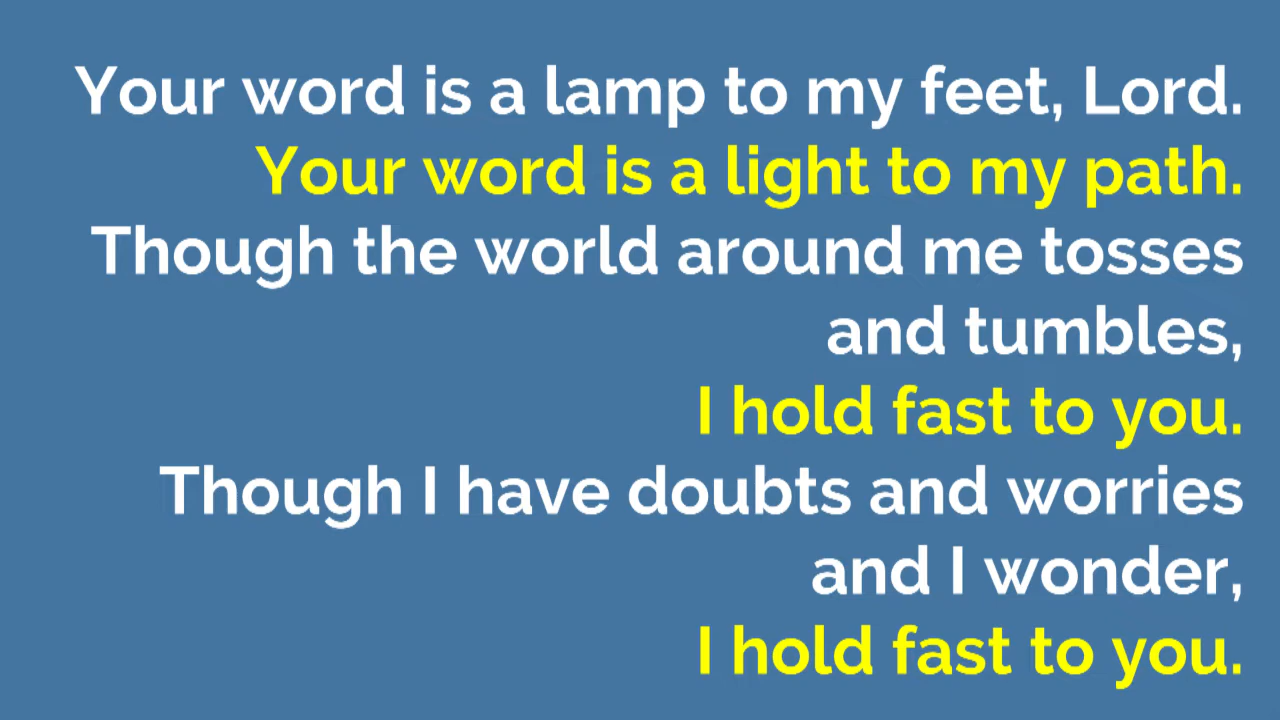 Your word is a lamp to my feet, Lord.
Your word is a light to my path.
Though the world around me tosses
and tumbles,
I hold fast to you.
Though I have doubts and worries
and I wonder,
I hold fast to you.